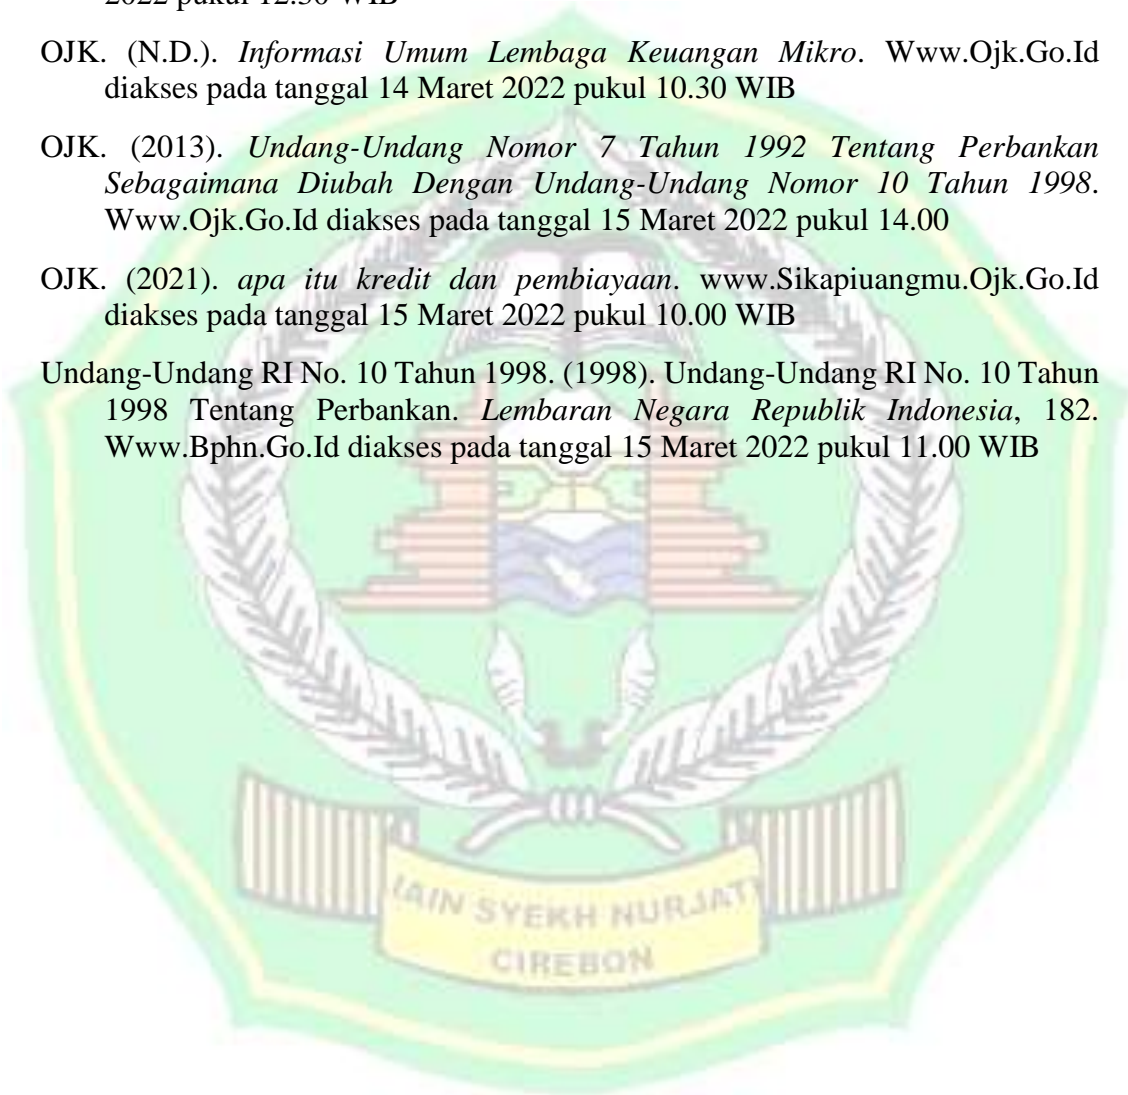 2022 pukul 12.30 WIB
OJK. (N.D.). Informasi Umum Lembaga Keuangan Mikro. Www.Ojk.Go.Id
diakses pada tanggal 14 Maret 2022 pukul 10.30 WIB
OJK. (2013). Undang-Undang Nomor 7 Tahun 1992 Tentang Perbankan
Sebagaimana Diubah Dengan Undang-Undang Nomor 10 Tahun 1998.
Www.Ojk.Go.Id diakses pada tanggal 15 Maret 2022 pukul 14.00
OJK. (2021). apa itu kredit dan pembiayaan. www.Sikapiuangmu.Ojk.Go.Id
diakses pada tanggal 15 Maret 2022 pukul 10.00 WIB
Undang-Undang RI No. 10 Tahun 1998. (1998). Undang-Undang RI No. 10 Tahun
1998 Tentang Perbankan. Lembaran Negara Republik Indonesia, 182.
Www.Bphn.Go.Id diakses pada tanggal 15 Maret 2022 pukul 11.00 WIB
IAIN SYEKH NURJATI
CIREBON